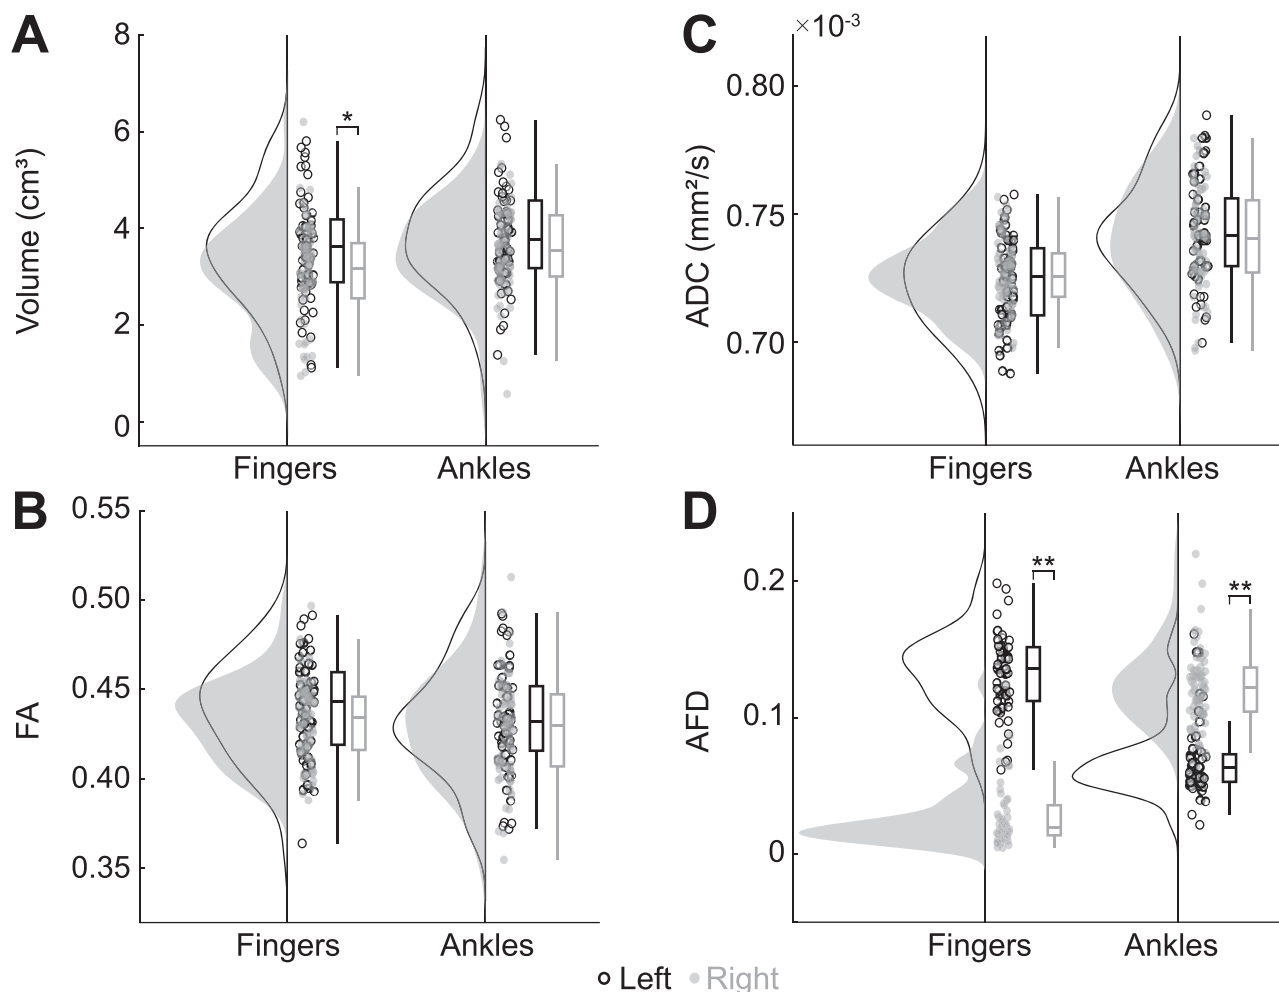 A
Volume (cm³)
8
6
4
2
0
*
Fingers
Ankles
C
×10-3
ADC (mm²/s)
0.80
0.75
0.70
Fingers
Ankles
B
FA
0.55
0.50
0.45
0.40
0.35
Fingers
Ankles
D
AFD
0.2
0.1
0
**
**
Fingers
Ankles
Left Right